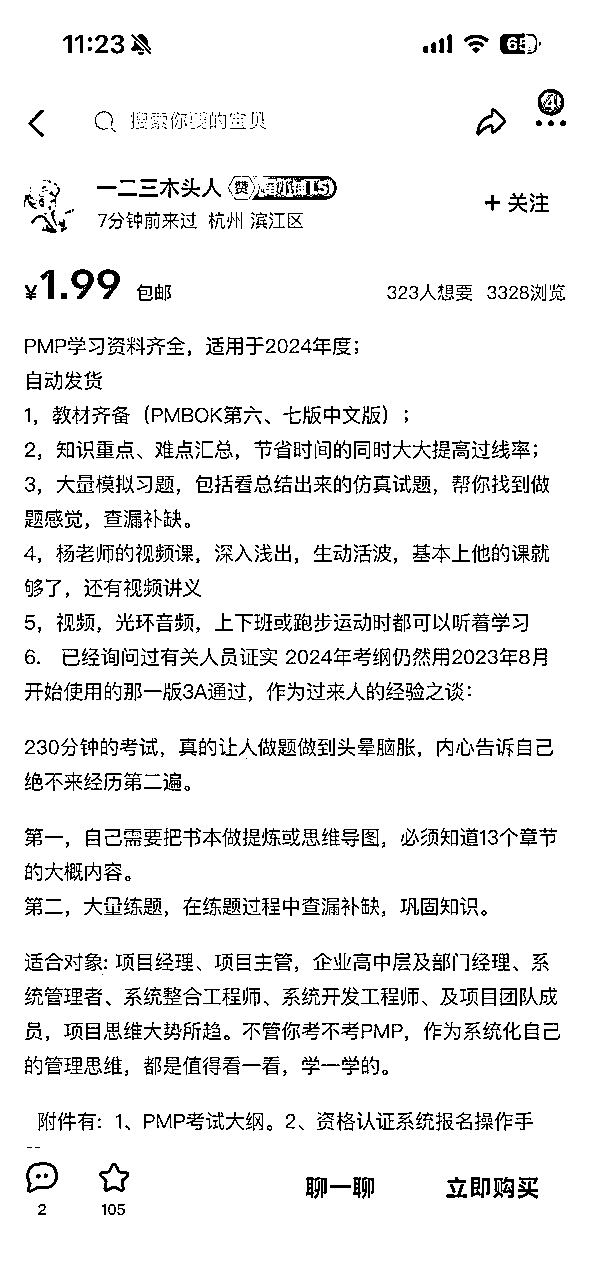 11:23
65
搜索你要的宝贝
4
一二三木头人
赞
7分钟前来过 杭州 滨江区
+ 关注
¥1.99 包邮
323人想要 3328浏览
PMP学习资料齐全，适用于2024年度；
自动发货
1，教材齐备（PMBOK第六、七版中文版）；
2，知识重点、难点汇总，节省时间的同时大大提高过线率；
3，大量模拟习题，包括看总结出来的仿真试题，帮你找到做
题感觉，查漏补缺。
4，杨老师的视频课，深入浅出，生动活波，基本上他的课就
够了，还有视频讲义
5，视频，光环音频，上下班或跑步运动时都可以听着学习
6. 已经询问过有关人员证实 2024年考纲仍然用2023年8月
开始使用的那一版3A通过，作为过来人的经验之谈：
230分钟的考试，真的让人做题做到头晕脑胀，内心告诉自己
绝不来经历第二遍。
第一，自己需要把书本做提炼或思维导图，必须知道13个章节
的大概内容。
第二，大量练题，在练题过程中查漏补缺，巩固知识。
适合对象: 项目经理、项目主管，企业高中层及部门经理、系
统管理者、系统整合工程师、系统开发工程师、及项目团队成
员，项目思维大势所趋。不管你考不考PMP，作为系统化自己
的管理思维，都是值得看一看，学一学的。
附件有: 1、PMP考试大纲。2、资格认证系统报名操作手
2
105
聊一聊
立即购买